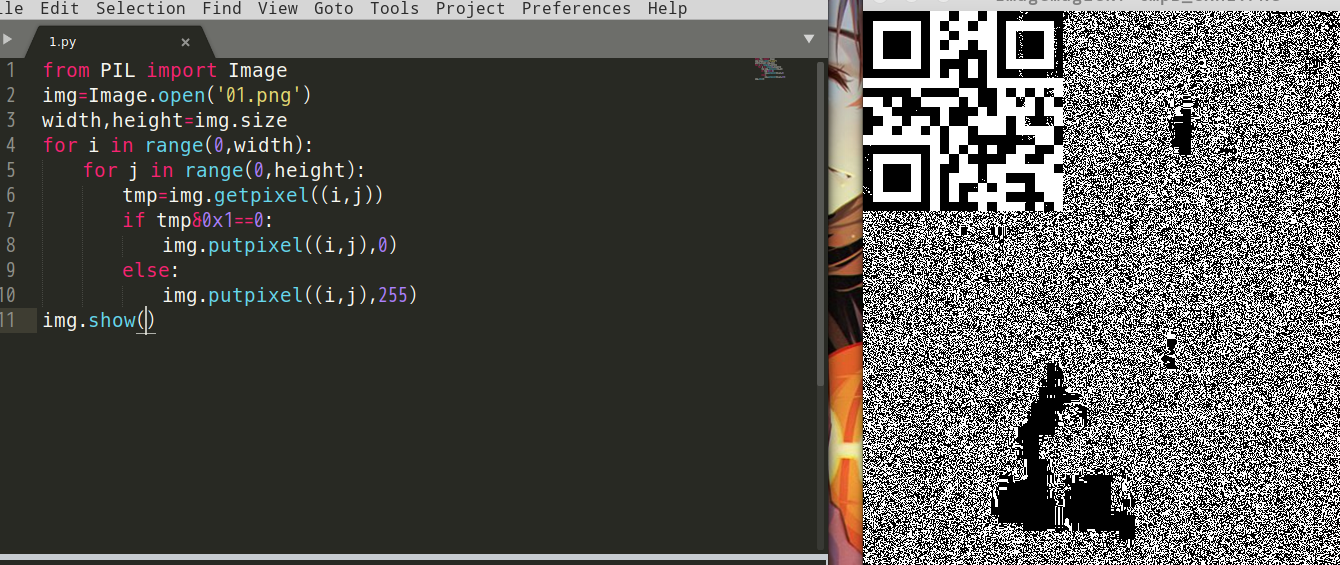 Edit Selection Find View Goto Tools Project Preferences Help
1.py ×
1 from PIL import Image
2 img=Image.open('01.png')
3 width,height=img.size
4 for i in range(0,width):
5 for j in range(0,height):
6 tmp=img.getpixel((i,j))
7 if tmp&0x1==0:
8 img.putpixel((i,j),0)
9 else:
10 img.putpixel((i,j),255)
11 img.show()